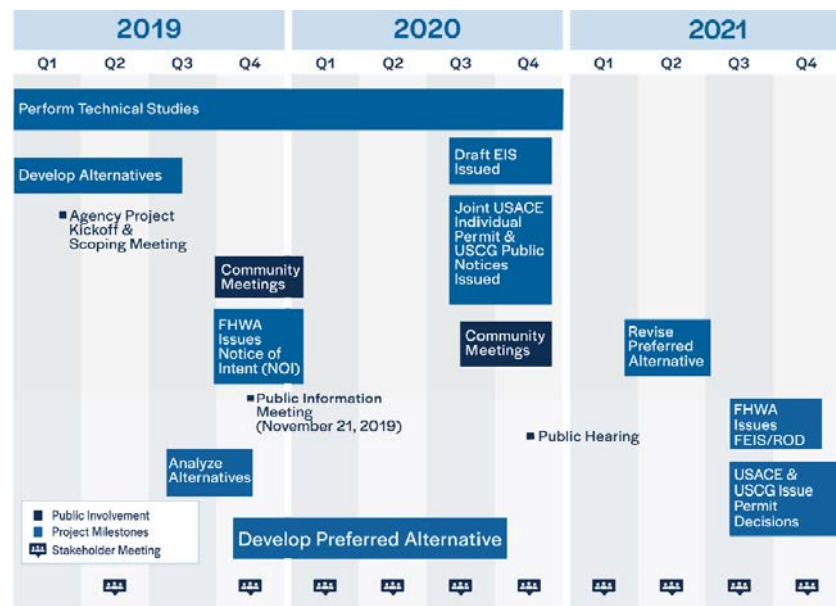 2019 2020 2021
Q1 Q2 Q3 Q4 Q1 Q2 Q3 Q4 Q1 Q2 Q3 Q4
Perform Technical Studies
Draft EIS
Issued
Develop Alternatives
Joint USACE
Individual
Permit &
USCG Public
Notices
Issued
Agency Project
Kickoff &
Scoping Meeting
Community
Meetings
FHWA
Issues
Notice of
Intent (NOI)
Community
Meetings
Revise
Preferred
Alternative
Public Information
Meeting
(November 21, 2019)
Public Hearing
FHWA
Issues
FEIS/ROD
Analyze
Alternatives
USACE &
USCG Issue
Permit
Decisions
Public Involvement
Project Milestones
Stakeholder Meeting
Develop Preferred Alternative